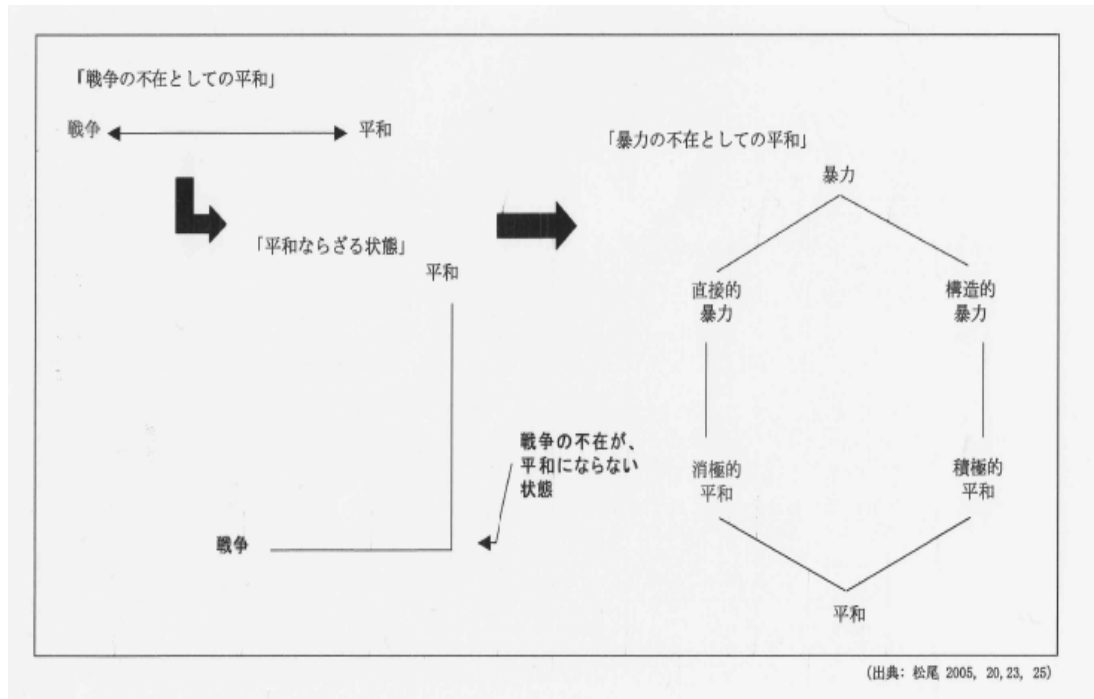 「戦争の不在としての平和」
戦争
平和
「平和ならざる状態」
平和
戦争の不在が、
平和にならない
状態
戦争
「暴力の不在としての平和」
暴力
直接的
暴力
構造的
暴力
消極的
平和
積極的
平和
平和
(出典: 松尾 2005, 20,23, 25)